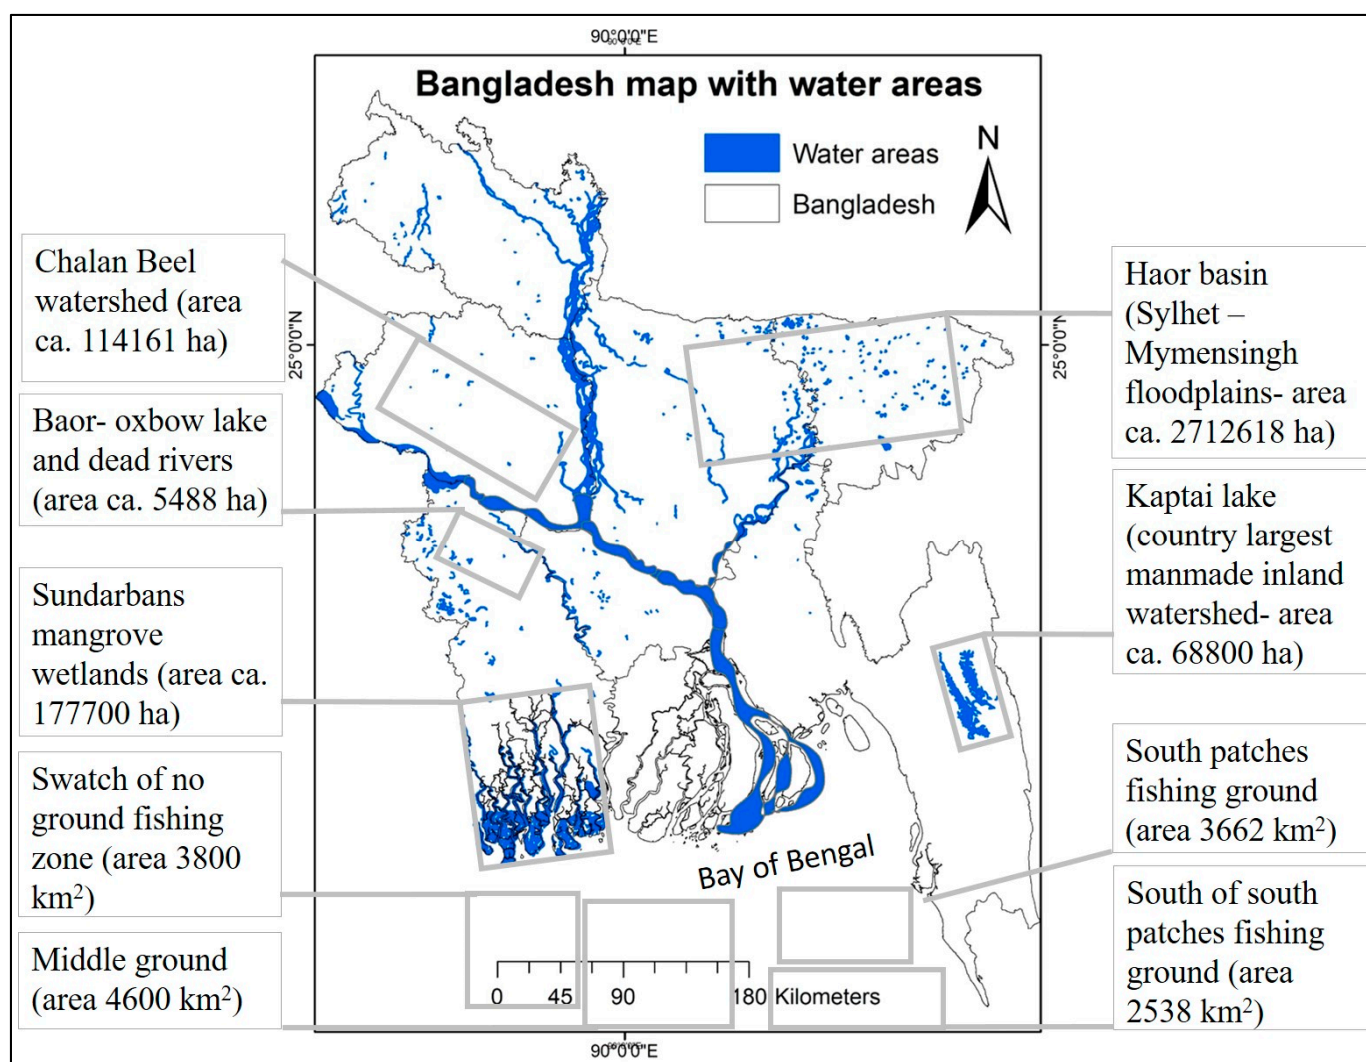 90°0'0"E
Bangladesh map with water areas
Water areas
Bangladesh
N
25°0'0"N
25°0'0"N
Chalan Beel
watershed (area
ca. 114161 ha)
Baor- oxbow lake
and dead rivers
(area ca. 5488 ha)
Sundarbans
mangrove
wetlands (area ca.
177700 ha)
Swatch of no
ground fishing
zone (area 3800
km²)
Middle ground
(area 4600 km²)
Haor basin
(Sylhet –
Mymensingh
floodplains- area
ca. 2712618 ha)
Kaptai lake
(country largest
manmade inland
watershed- area
ca. 68800 ha)
South patches
fishing ground
(area 3662 km²)
South of south
patches fishing
ground (area
2538 km²)
Bay of Bengal
0 45 90 180 Kilometers
90°0'0"E